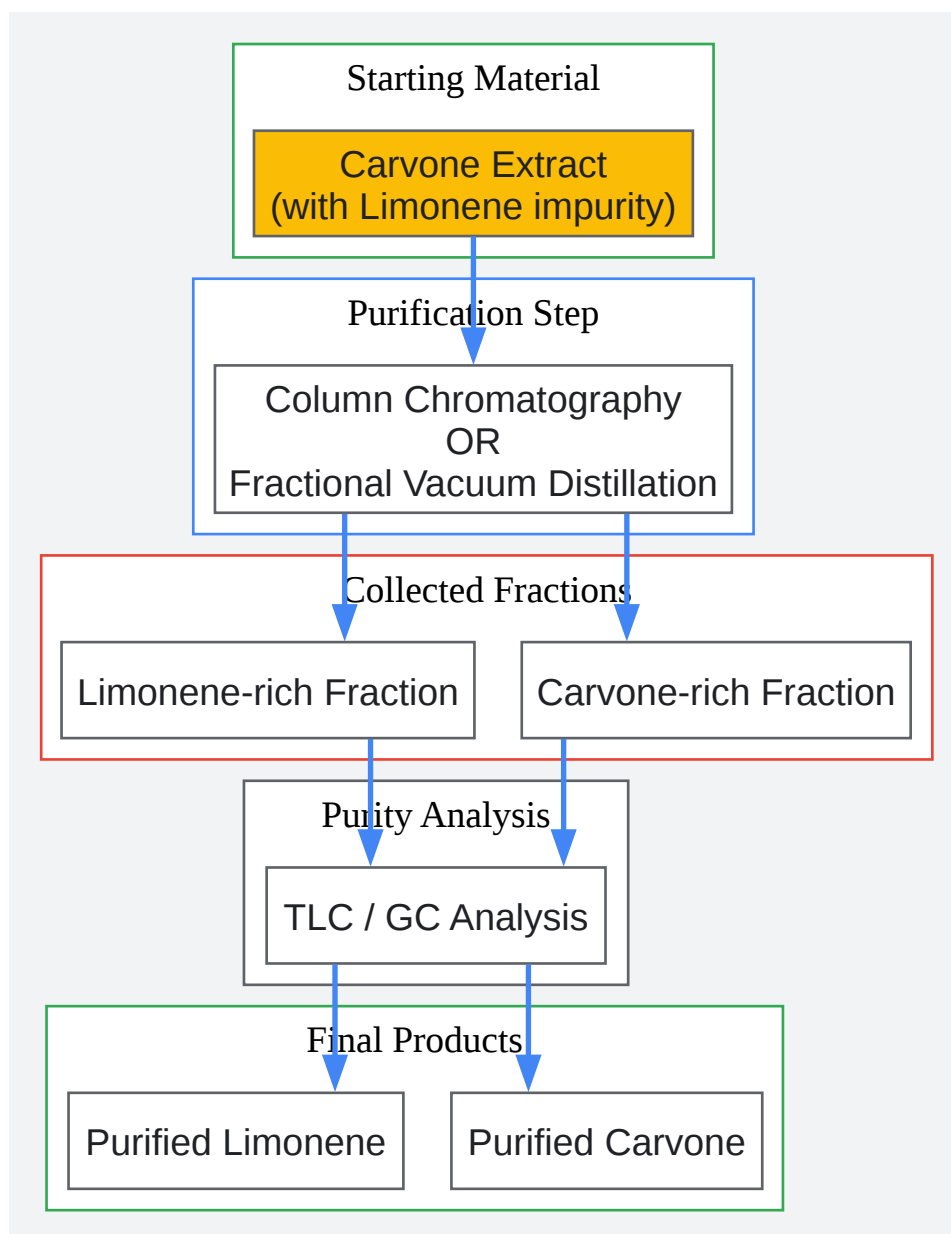 Starting Material
Carvone Extract
(with Limonene impurity)
Purification Step
Column Chromatography
OR
Fractional Vacuum Distillation
Collected Fractions
Limonene-rich Fraction
Carvone-rich Fraction
Purity Analysis
TLC / GC Analysis
Final Products
Purified Limonene
Purified Carvone